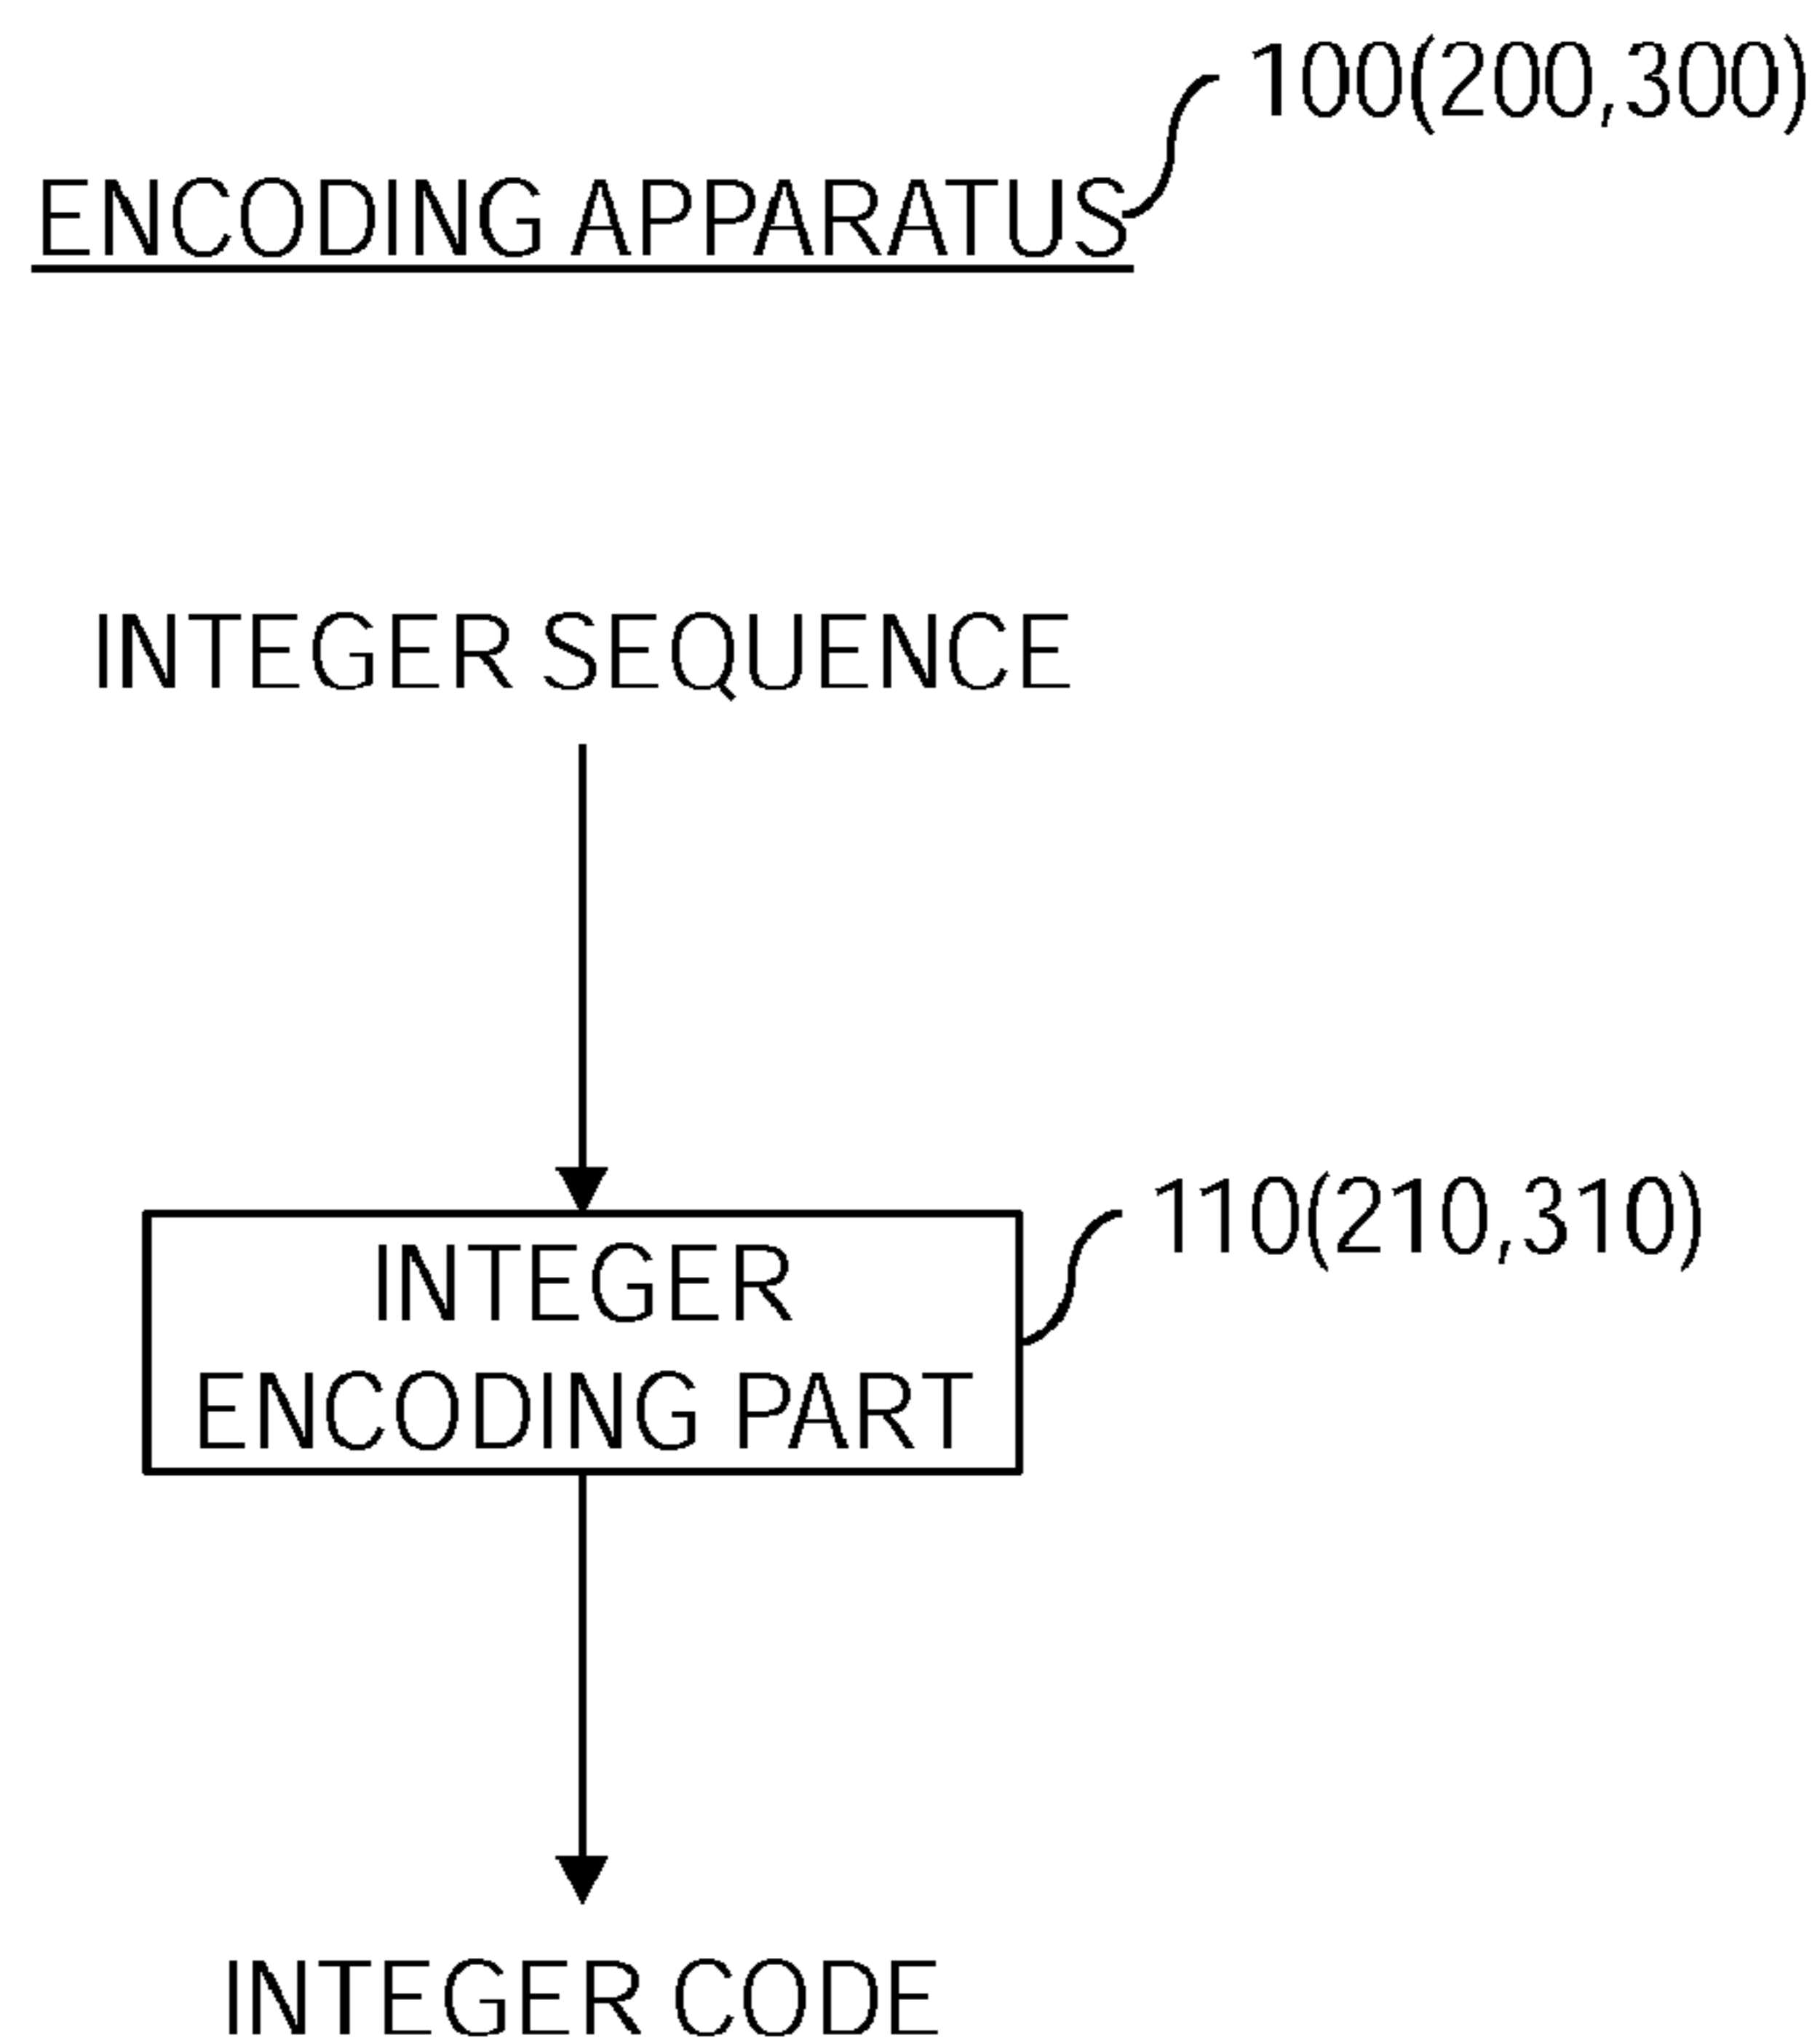 100(200,300)
ENCODING APPARATUS
INTEGER SEQUENCE
110(210,310)
INTEGER
ENCODING PART
INTEGER CODE